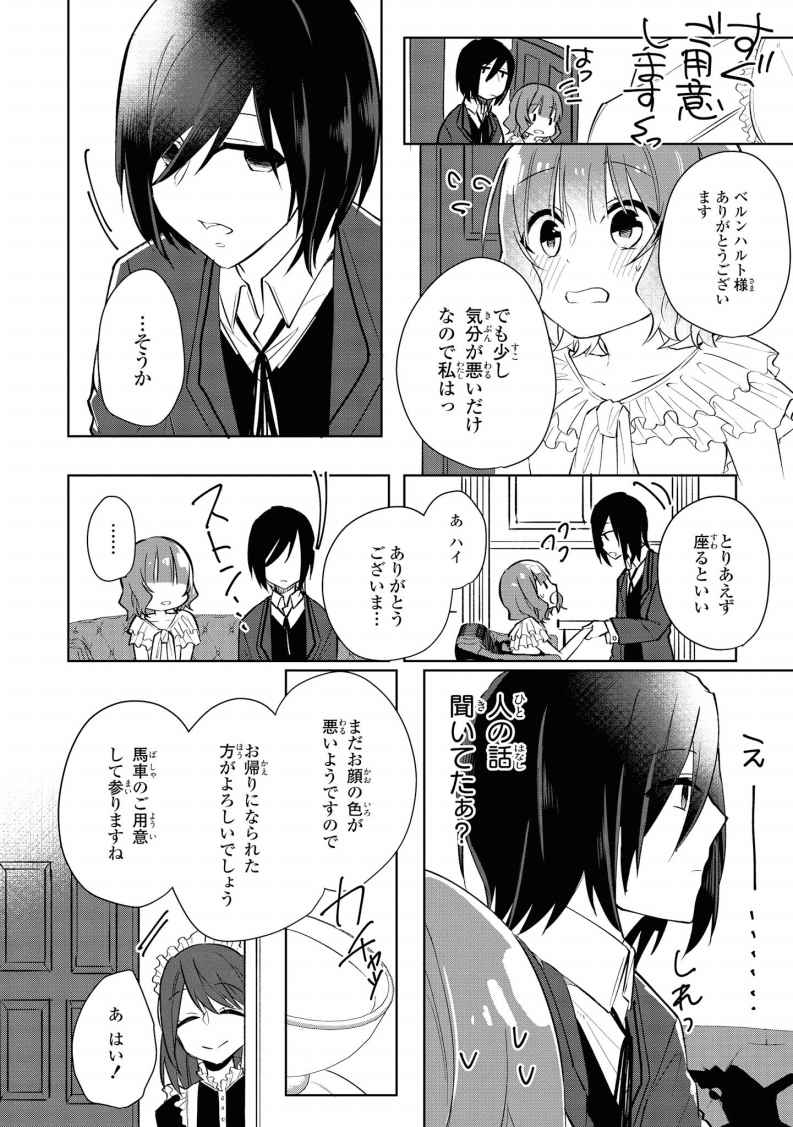 すぐ
ご用意
します～っ
はっ
ベルンハルト様
ありがとうござい
ます
でも少し
気分が悪いだけ
なので私はっ
…そうか
とりあえず
座るといい
あ ハイ
ありがとう
ございま…
ストン
……
え────
人の話
聞いてたぁ?
しれっ
まだお顔の色が
悪いようですので
お帰りになられた
方がよろしいでしょう
馬車のご用意
して参りますね
カチャッ
あ はい!